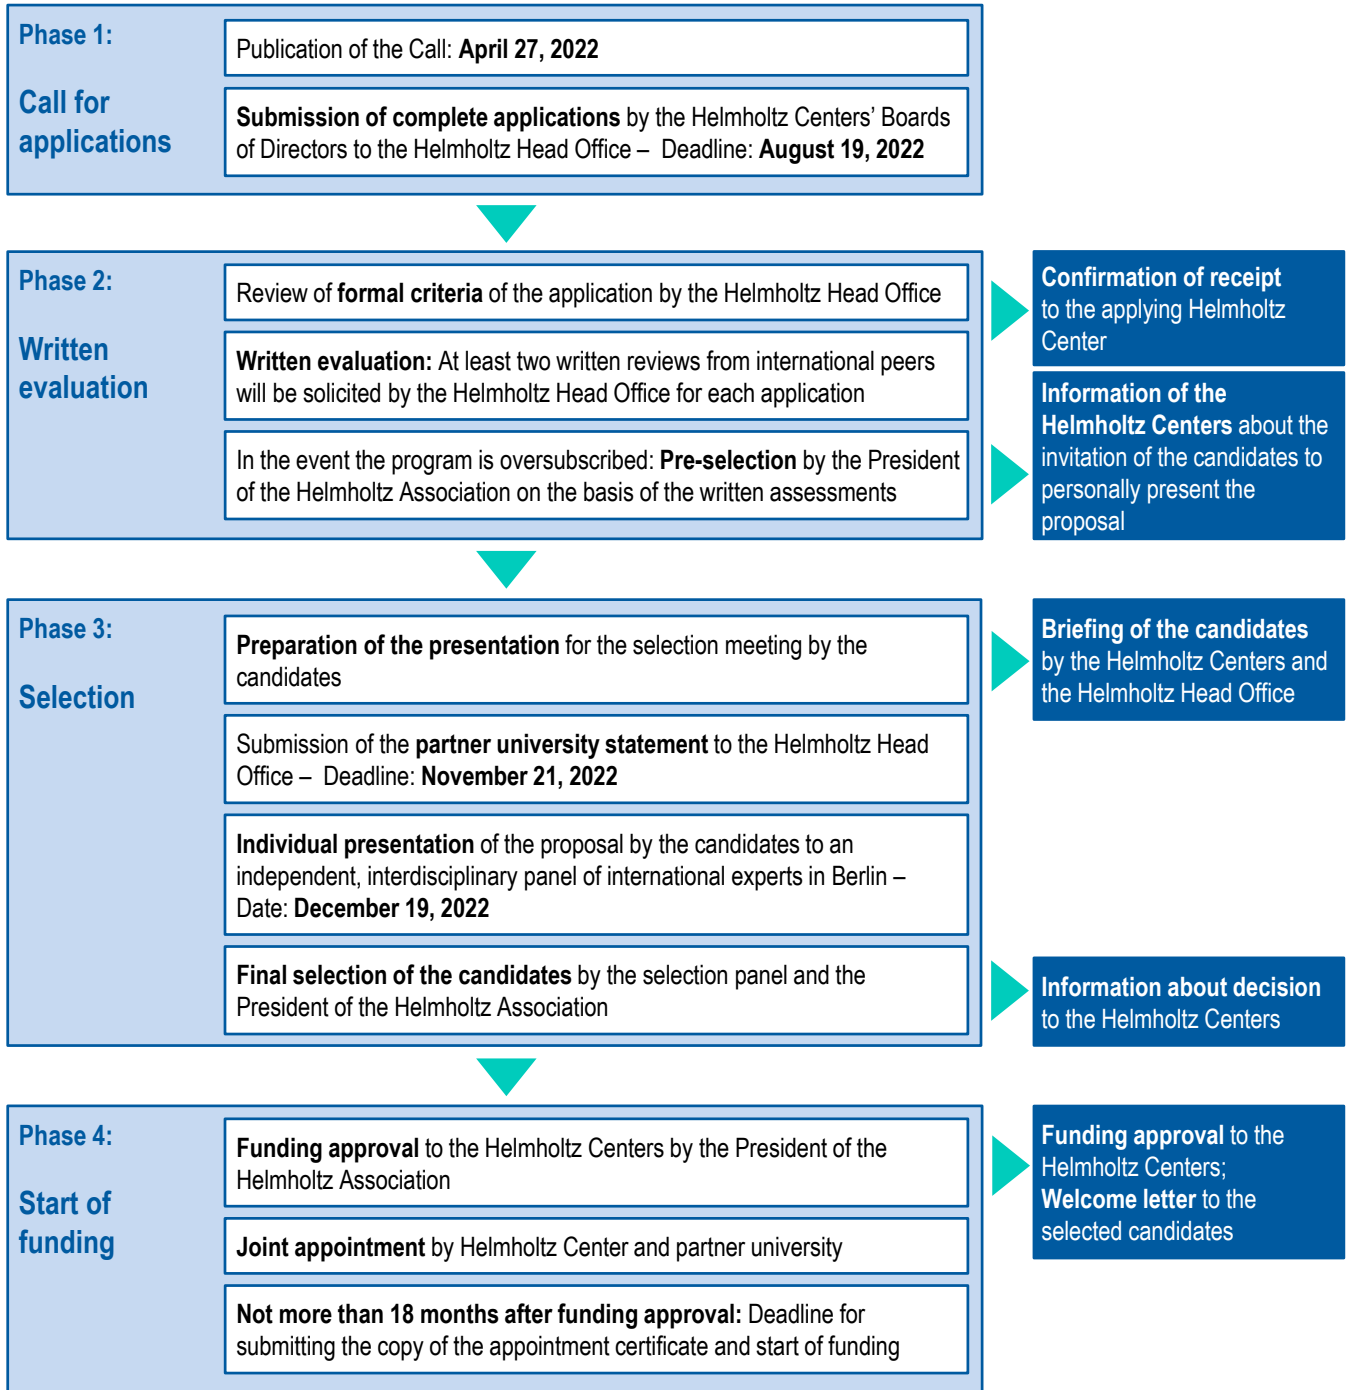 Phase 1:
Call for
applications
Publication of the Call: April 27, 2022
Submission of complete applications by the Helmholtz Centers’ Boards
of Directors to the Helmholtz Head Office – Deadline: August 19, 2022
Phase 2:
Written
evaluation
Review of formal criteria of the application by the Helmholtz Head Office
Written evaluation: At least two written reviews from international peers
will be solicited by the Helmholtz Head Office for each application
In the event the program is oversubscribed: Pre-selection by the President
of the Helmholtz Association on the basis of the written assessments
Confirmation of receipt
to the applying Helmholtz
Center
Information of the
Helmholtz Centers about the
invitation of the candidates to
personally present the
proposal
Phase 3:
Selection
Preparation of the presentation for the selection meeting by the
candidates
Submission of the partner university statement to the Helmholtz Head
Office – Deadline: November 21, 2022
Individual presentation of the proposal by the candidates to an
independent, interdisciplinary panel of international experts in Berlin –
Date: December 19, 2022
Final selection of the candidates by the selection panel and the
President of the Helmholtz Association
Briefing of the candidates
by the Helmholtz Centers and
the Helmholtz Head Office
Information about decision
to the Helmholtz Centers
Phase 4:
Start of
funding
Funding approval to the Helmholtz Centers by the President of the
Helmholtz Association
Joint appointment by Helmholtz Center and partner university
Not more than 18 months after funding approval: Deadline for
submitting the copy of the appointment certificate and start of funding
Funding approval to the
Helmholtz Centers;
Welcome letter to the
selected candidates